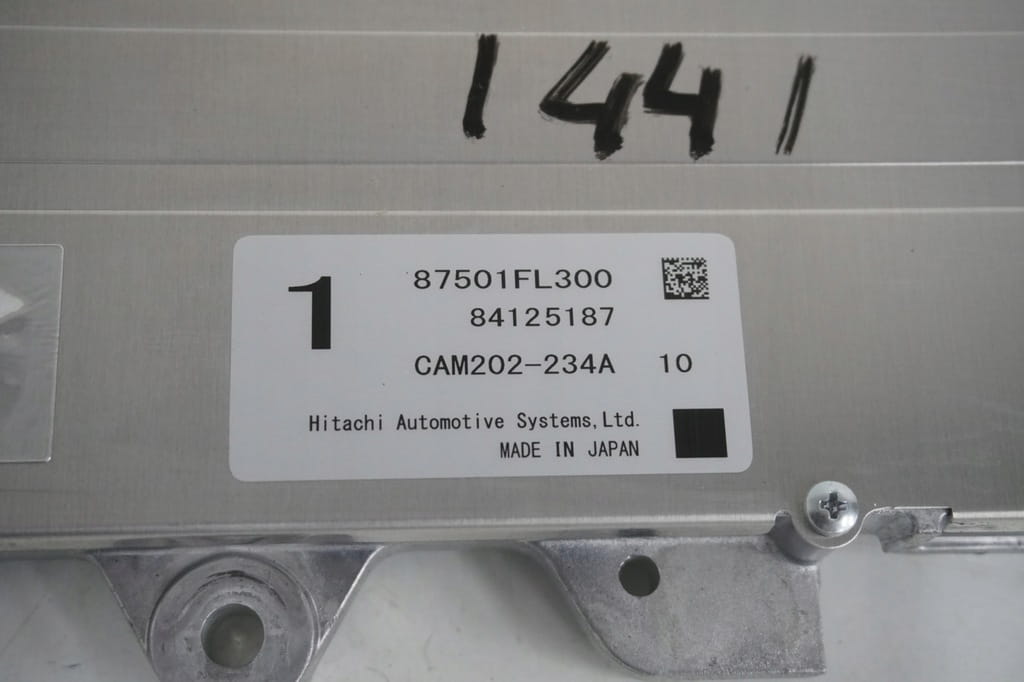 1441
1
87501FL300
84125187
CAM202-234A 10
Hitachi Automotive Systems,Ltd.
MADE IN JAPAN